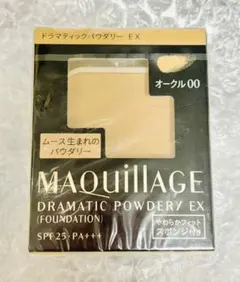 ドラマティックパウダリー EX
オークル00
ムース生まれの
パウダリー
MAQuillAGE
DRAMATIC POWDERY EX
(FOUNDATION)
SPF25・PA+++
やわらかフィット
スポンジ付き